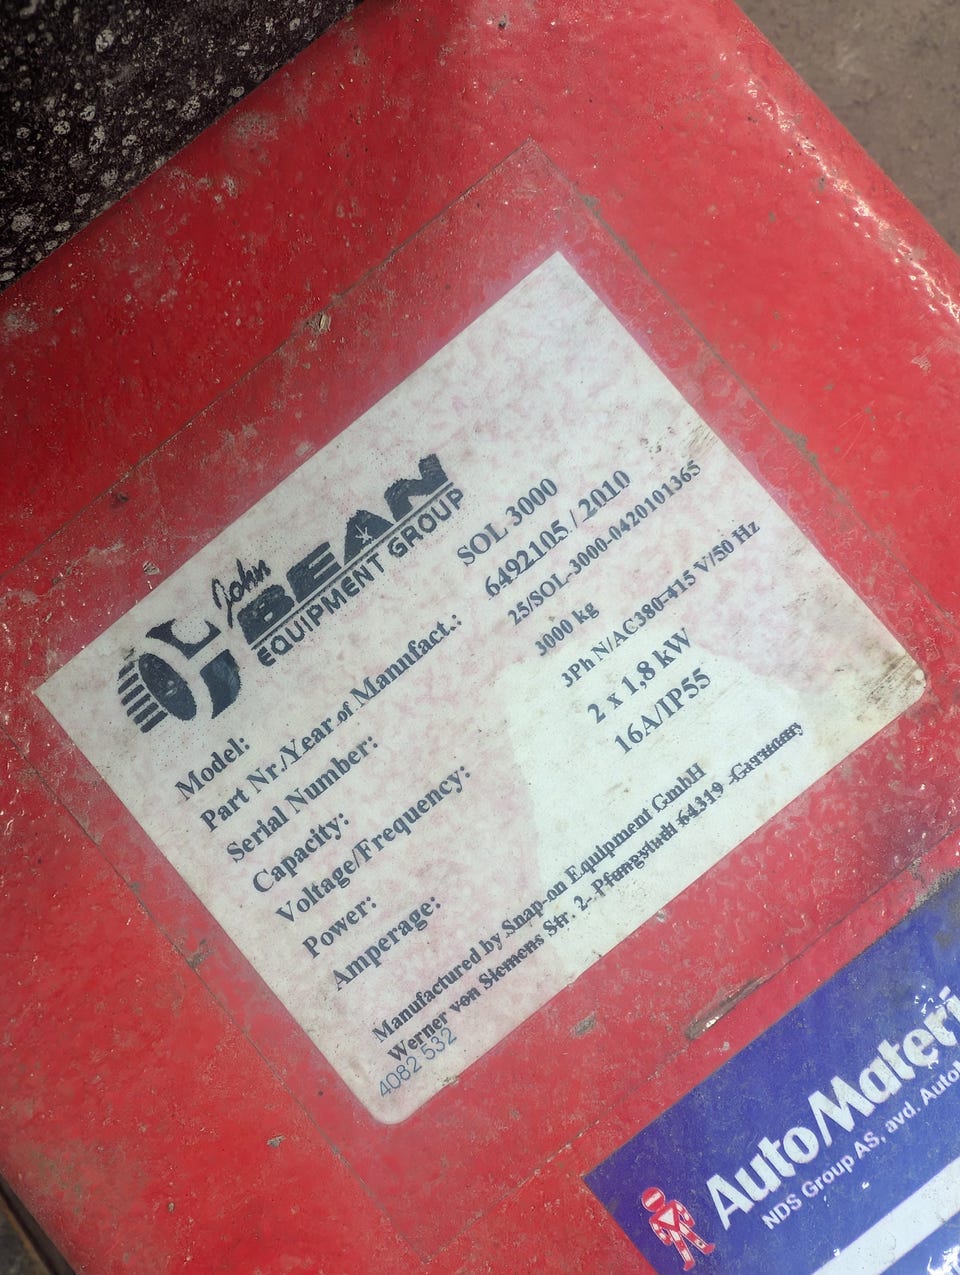 John
BEAN
EQUIPMENT GROUP
Model: SOL 3000
Part Nr./Year of Manufact.: 6492105 / 2010
Serial Number: 25/SOL-3000-0420101365
Capacity: 3000 kg
Voltage/Frequency: 3Ph N/AC380-415 V/50 Hz
Power: 2 x 1,8 kW
Amperage: 16A/IP55
Manufactured by Snap-on Equipment GmbH
Werner von Siemens Str. 2- Pfungstadt 64319 -Germany
4082 532
AutoMateri
NDS Group AS, avd. Auto